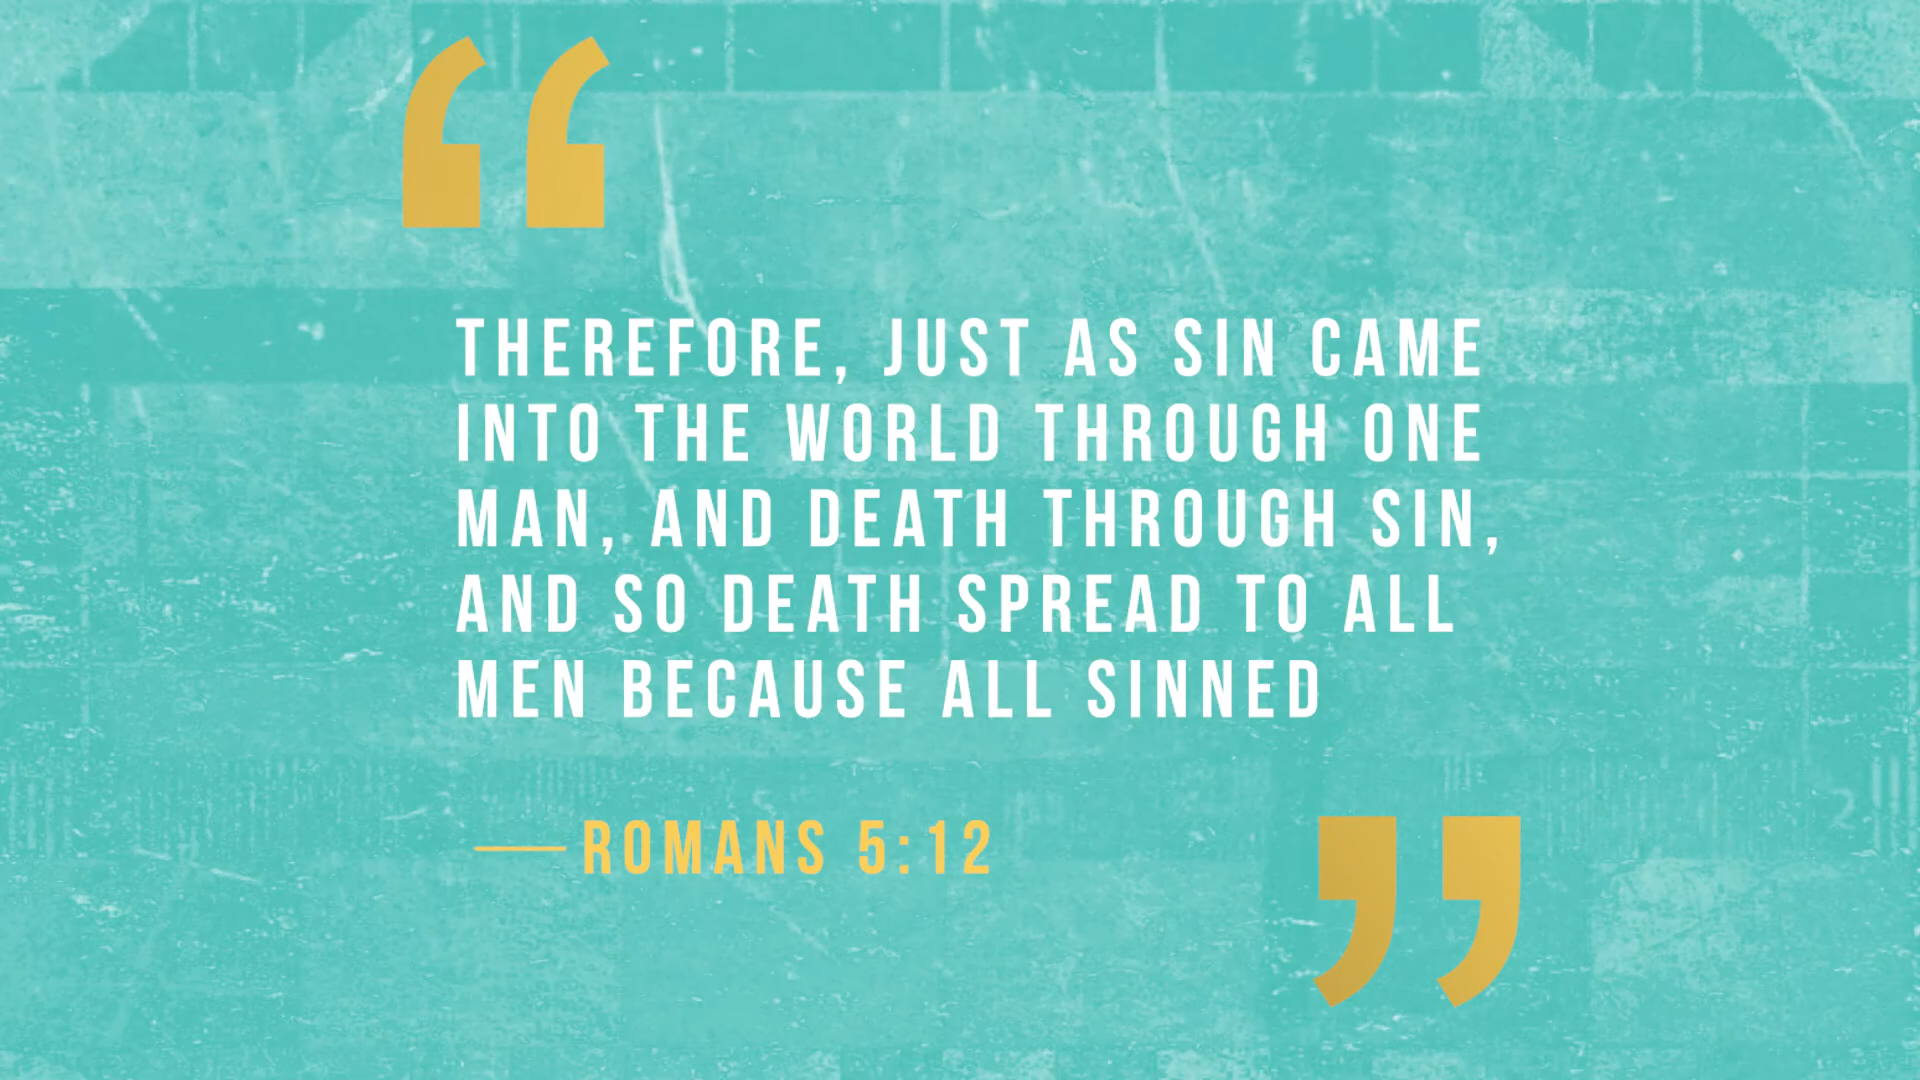 “
THEREFORE, JUST AS SIN CAME
INTO THE WORLD THROUGH ONE
MAN, AND DEATH THROUGH SIN,
AND SO DEATH SPREAD TO ALL
MEN BECAUSE ALL SINNED
— ROMANS 5:12
”